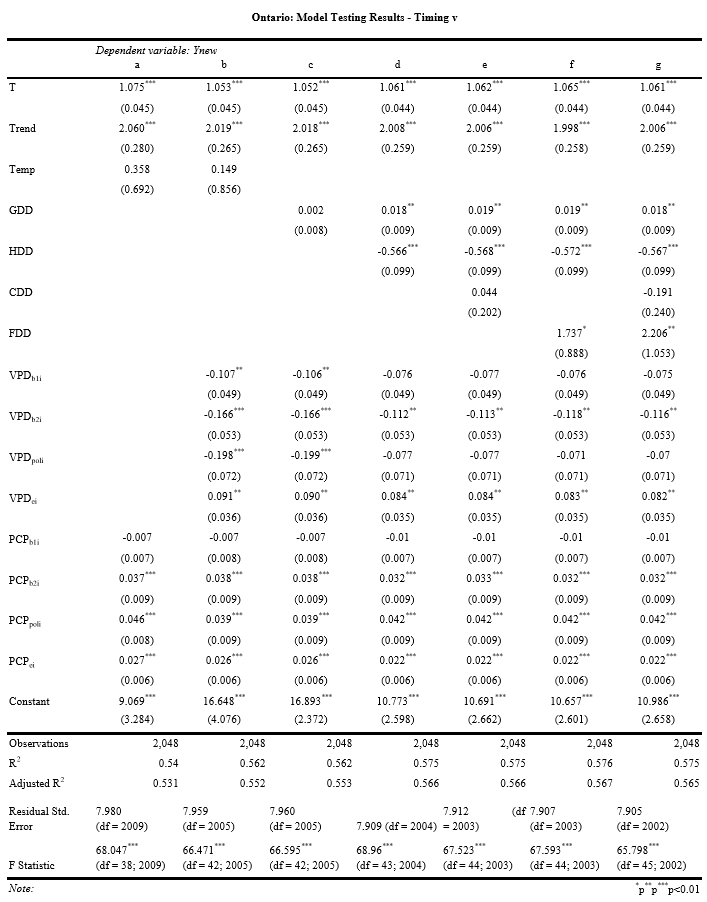 Ontario: Model Testing Results - Timing v
Dependent variable: Ynew
a b c d e f g
T 1.075*** 1.053*** 1.052*** 1.061*** 1.062*** 1.065*** 1.061***
(0.045) (0.045) (0.045) (0.044) (0.044) (0.044) (0.044)
Trend 2.060*** 2.019*** 2.018*** 2.008*** 2.006*** 1.998*** 2.006***
(0.280) (0.265) (0.265) (0.259) (0.259) (0.258) (0.259)
Temp 0.358 0.149
(0.692) (0.856)
GDD 0.002 0.018** 0.019** 0.019** 0.018**
(0.008) (0.009) (0.009) (0.009) (0.009)
HDD -0.566*** -0.568*** -0.572*** -0.567***
(0.099) (0.099) (0.099) (0.099)
CDD 0.044 -0.191
(0.202) (0.240)
FDD 1.737* 2.206**
(0.888) (1.053)
VPDb1i -0.107** -0.106** -0.076 -0.077 -0.076 -0.075
(0.049) (0.049) (0.049) (0.049) (0.049) (0.049)
VPDb2i -0.166*** -0.166*** -0.112** -0.113** -0.118** -0.116**
(0.053) (0.053) (0.053) (0.053) (0.053) (0.053)
VPDpoli -0.198*** -0.199*** -0.077 -0.077 -0.071 -0.07
(0.072) (0.072) (0.071) (0.071) (0.071) (0.071)
VPDei 0.091** 0.090** 0.084** 0.084** 0.083** 0.082**
(0.036) (0.036) (0.035) (0.035) (0.035) (0.035)
PCPb1i -0.007 -0.007 -0.007 -0.01 -0.01 -0.01 -0.01
(0.007) (0.008) (0.008) (0.007) (0.007) (0.007) (0.007)
PCPb2i 0.037*** 0.038*** 0.038*** 0.032*** 0.033*** 0.032*** 0.032***
(0.009) (0.009) (0.009) (0.009) (0.009) (0.009) (0.009)
PCPpoli 0.046*** 0.039*** 0.039*** 0.042*** 0.042*** 0.042*** 0.042***
(0.008) (0.009) (0.009) (0.009) (0.009) (0.009) (0.009)
PCPei 0.027*** 0.026*** 0.026*** 0.022*** 0.022*** 0.022*** 0.022***
(0.006) (0.006) (0.006) (0.006) (0.006) (0.006) (0.006)
Constant 9.069*** 16.648*** 16.893*** 10.773*** 10.691*** 10.657*** 10.986***
(3.284) (4.076) (2.372) (2.598) (2.662) (2.601) (2.658)
Observations 2,048 2,048 2,048 2,048 2,048 2,048 2,048
R2 0.54 0.562 0.562 0.575 0.575 0.576 0.575
Adjusted R2 0.531 0.552 0.553 0.566 0.566 0.567 0.565
Residual Std. 7.980 7.959 7.960 7.912 (df 7.907 7.905
Error (df = 2009) (df = 2005) (df = 2005) 7.909 (df = 2004) = 2003) (df = 2003) (df = 2002)
68.047*** 66.471*** 66.595*** 68.96*** 67.523*** 67.593*** 65.798***
F Statistic (df = 38; 2009) (df = 42; 2005) (df = 42; 2005) (df = 43; 2004) (df = 44; 2003) (df = 44; 2003) (df = 45; 2002)
Note: *p**p***p<0.01